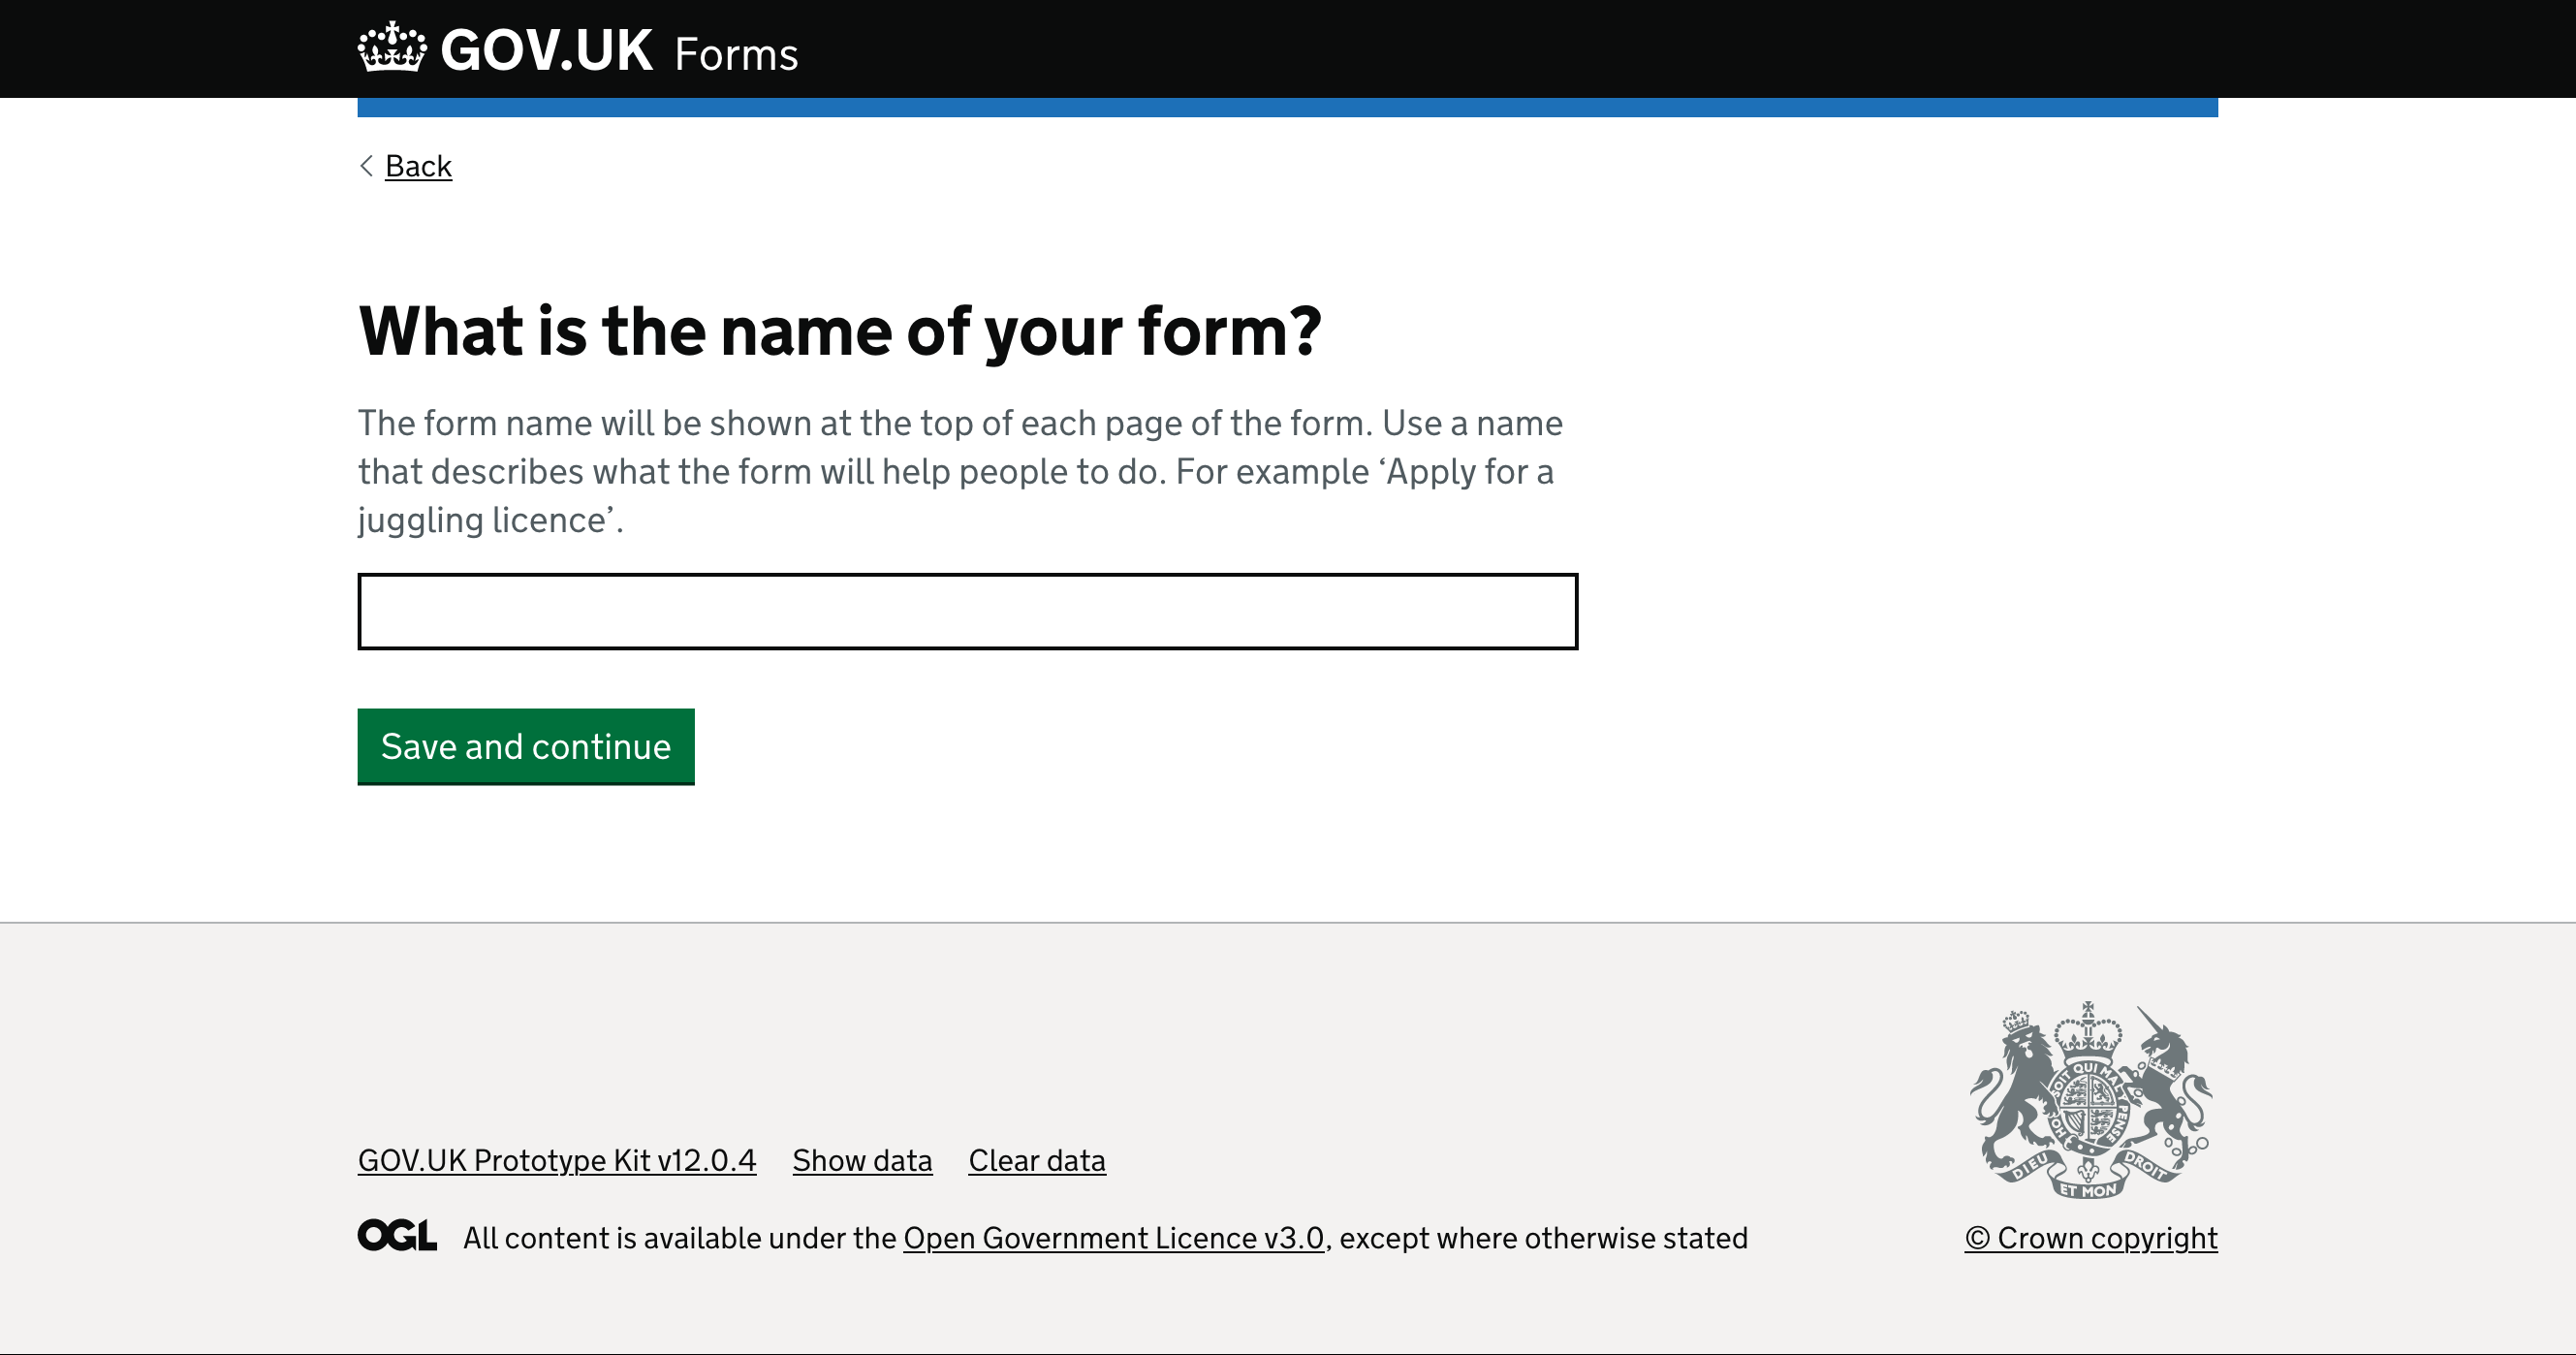 GOV.UK Forms
Back
What is the name of your form?
The form name will be shown at the top of each page of the form. Use a name
that describes what the form will help people to do. For example ‘Apply for a
juggling licence’.
Save and continue
GOV.UK Prototype Kit v12.0.4 Show data Clear data
SOIT QUI MAL Y PENSE
HON
DIEU ET MON DROIT
OGL All content is available under the Open Government Licence v3.0, except where otherwise stated
© Crown copyright